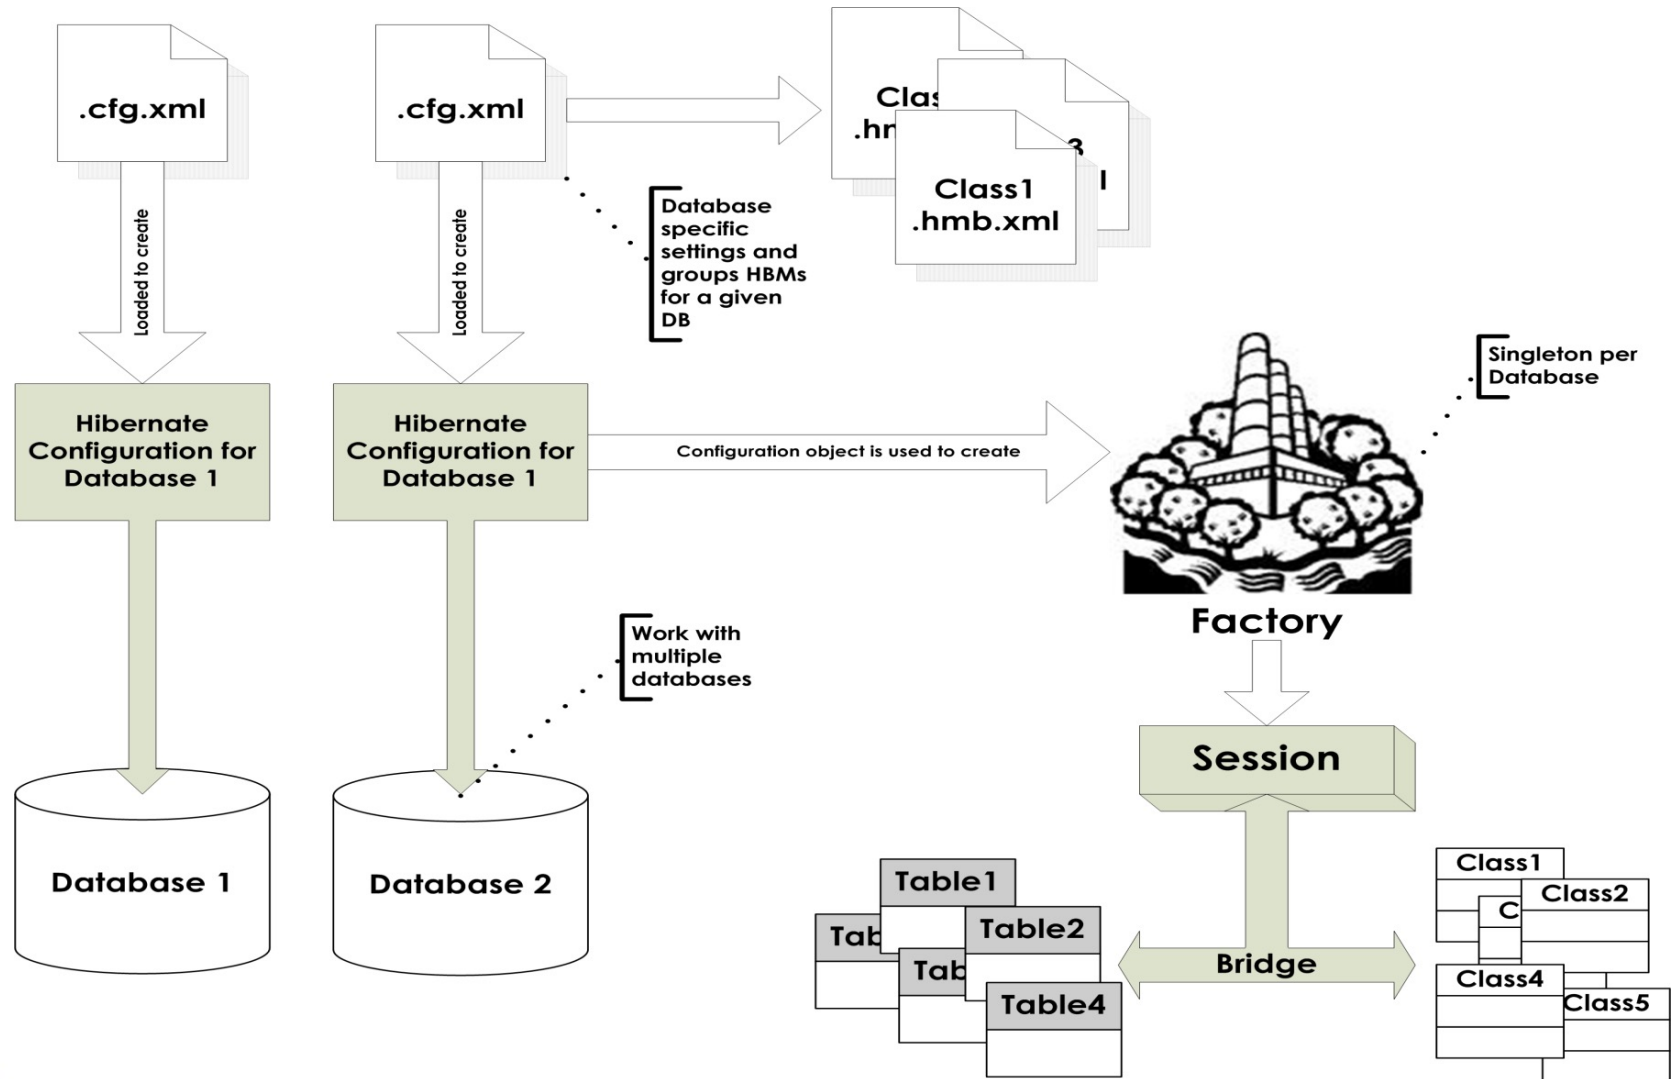 .cfg.xml
.cfg.xml
Class1
.hmb.xml
Loaded to create
Loaded to create
Database
specific
settings and
groups HBMs
for a given
DB
Singleton per
Database
Hibernate
Configuration for
Database 1
Hibernate
Configuration for
Database 1
Configuration object is used to create
Factory
Work with
multiple
databases
Session
Database 1
Database 2
Table1
Table2
Table4
Bridge
Class1
Class2
Class4
Class5